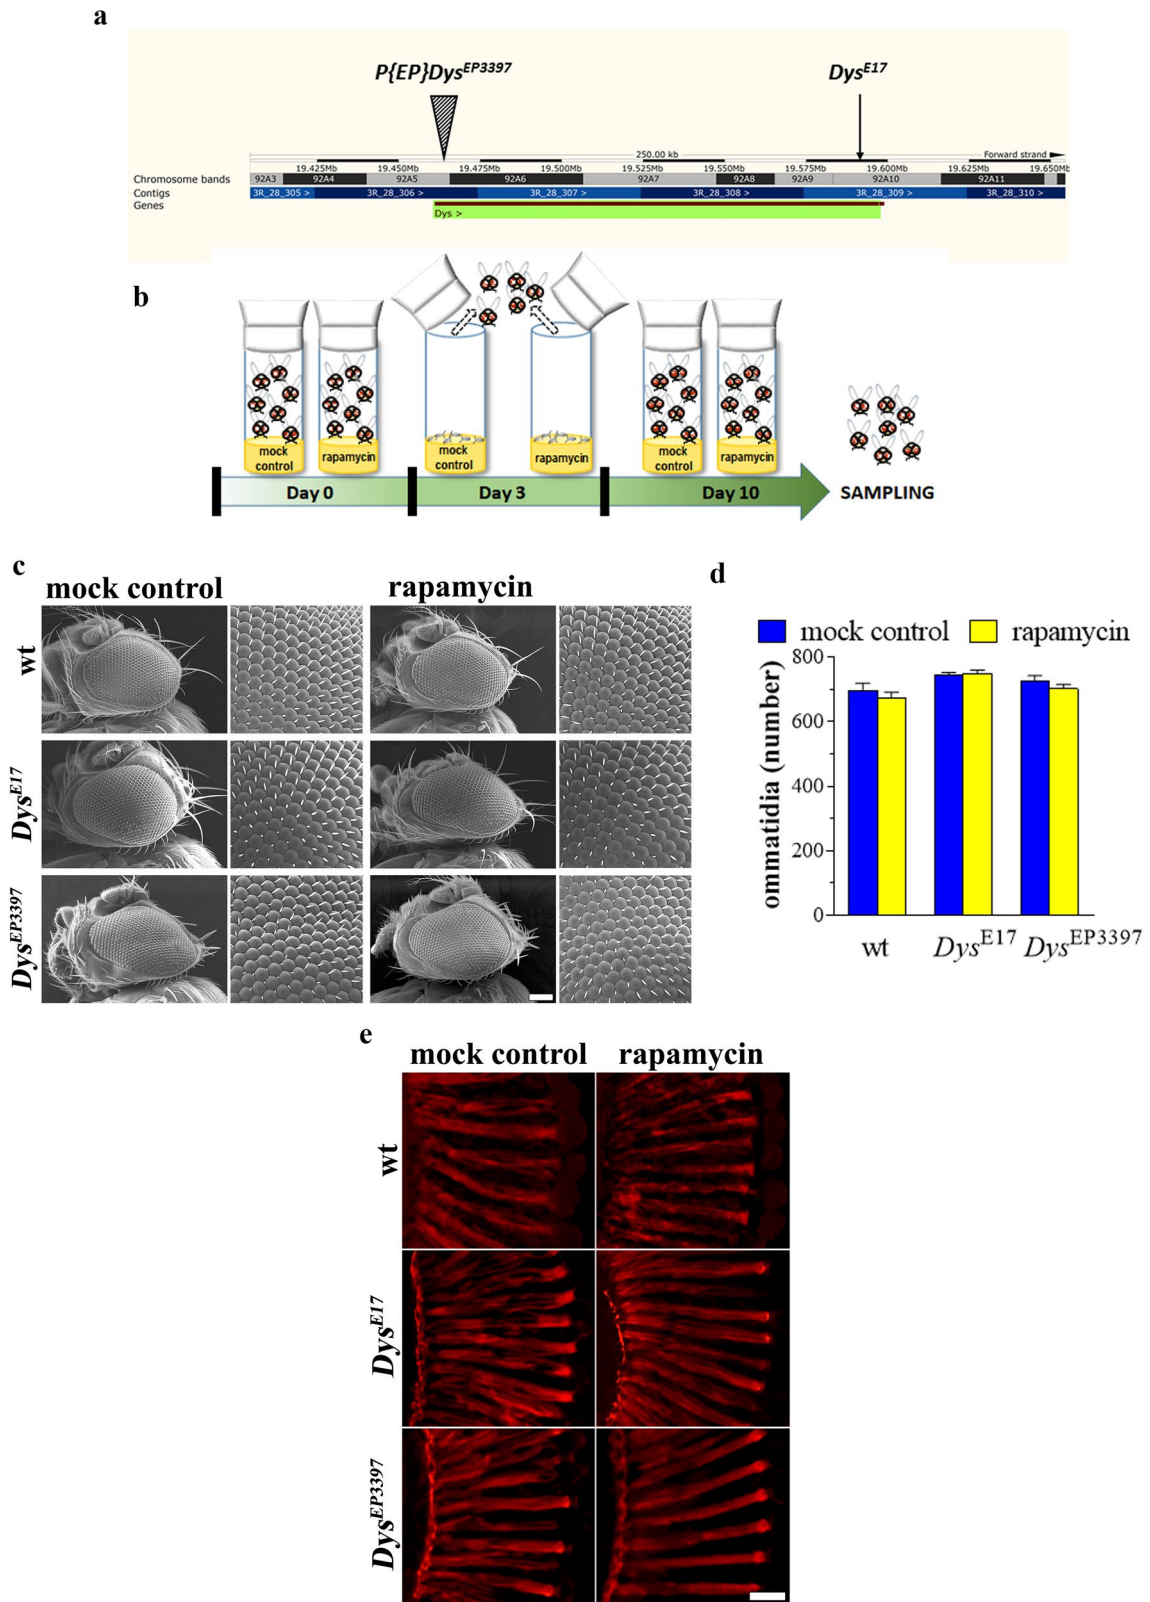 a
P{EP}Dys^EP3397
Dys^E17
250.00 kb
Forward strand
19.425Mb 19.450Mb 19.475Mb 19.500Mb 19.525Mb 19.550Mb 19.575Mb 19.600Mb 19.625Mb 19.650Mb
Chromosome bands 92A3 92A4 92A5 92A6 92A7 92A8 92A9 92A10 92A11
Contigs 3R_28_305 > 3R_28_306 > 3R_28_307 > 3R_28_308 > 3R_28_309 > 3R_28_310 >
Genes
Dys >
b
mock control
rapamycin
mock control
rapamycin
mock control
rapamycin
Day 0 Day 3 Day 10 SAMPLING
c
mock control rapamycin
wt
Dys^E17
Dys^EP3397
d
mock control rapamycin
800
600
400
200
0
ommatidia (number)
wt Dys^E17 Dys^EP3397
e
mock control rapamycin
wt
Dys^E17
Dys^EP3397